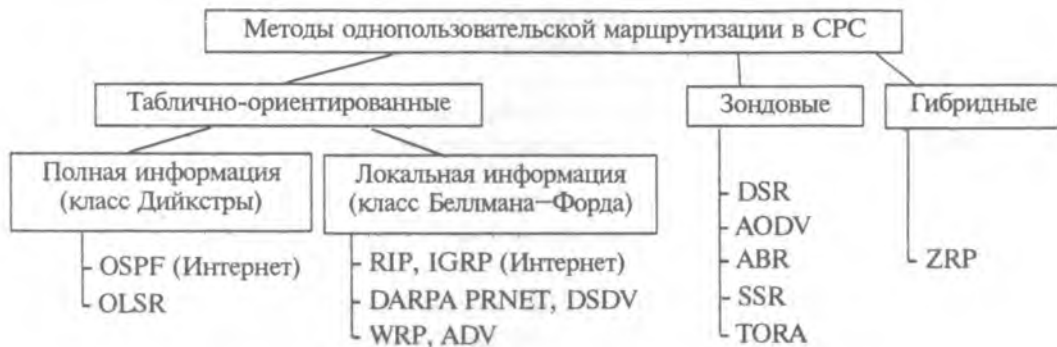 Методы однопользовательской маршрутизации в СРС
Таблично-ориентированные
Зондовые
Гибридные
Полная информация
(класс Дийкстры)
Локальная информация
(класс Беллмана—Форда)
OSPF (Интернет)
OLSR
RIP, IGRP (Интернет)
DARPA PRNET, DSDV
WRP, ADV
DSR
AODV
ABR
SSR
TORA
ZRP